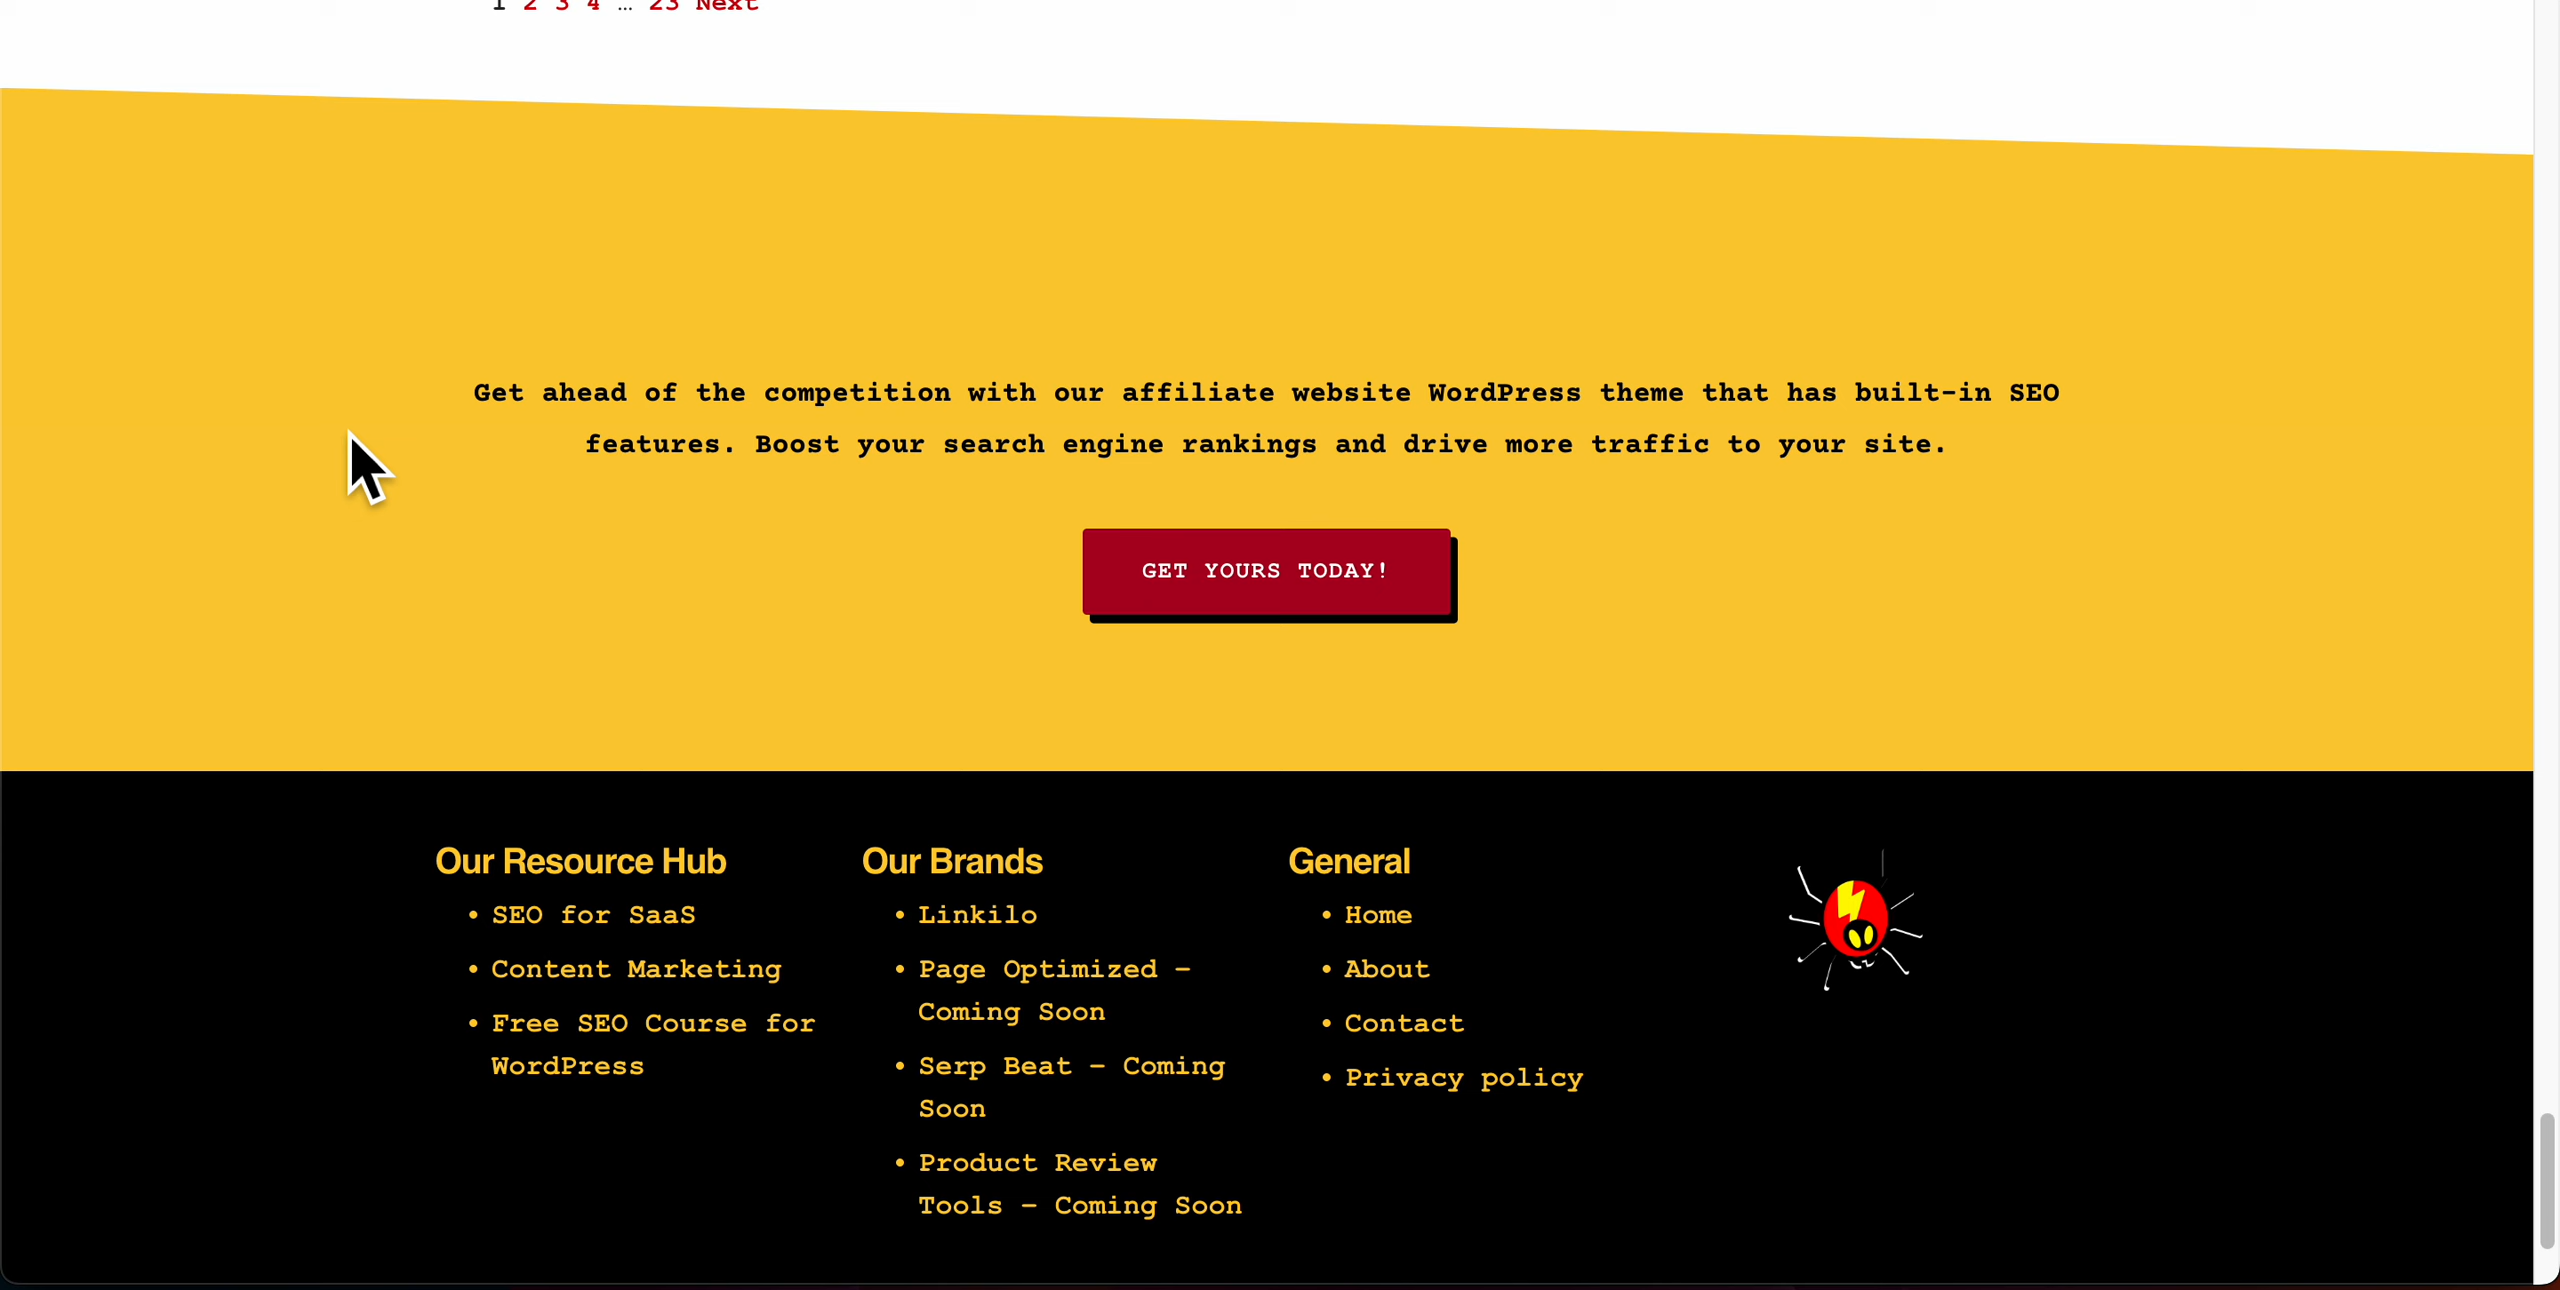 1 2 3 4 … 23 Next
Get ahead of the competition with our affiliate website WordPress theme that has built-in SEO
features. Boost your search engine rankings and drive more traffic to your site.
GET YOURS TODAY!
Our Resource Hub
• SEO for SaaS
• Content Marketing
• Free SEO Course for
WordPress
Our Brands
• Linkilo
• Page Optimized –
Coming Soon
• Serp Beat – Coming
Soon
• Product Review
Tools – Coming Soon
General
• Home
• About
• Contact
• Privacy policy